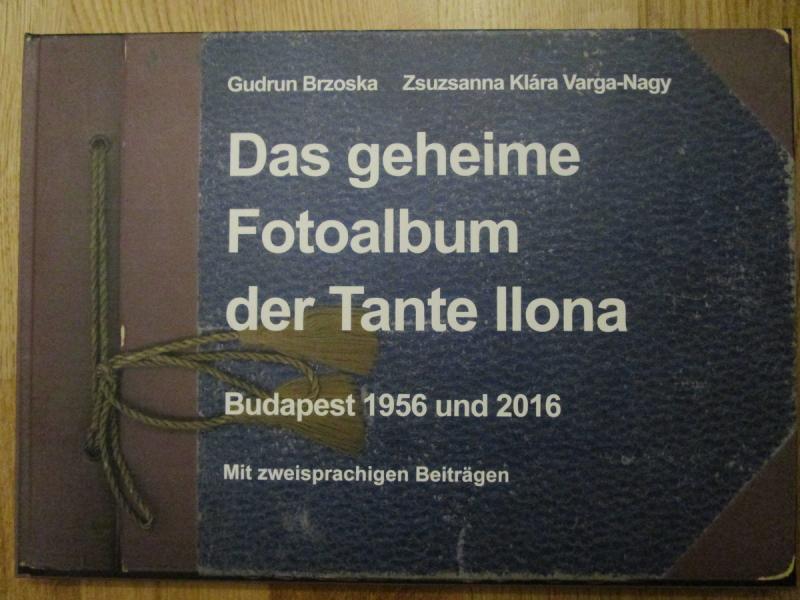 Gudrun Brzoska Zsuzsanna Klára Varga-Nagy
Das geheime
Fotoalbum
der Tante Ilona
Budapest 1956 und 2016
Mit zweisprachigen Beiträgen